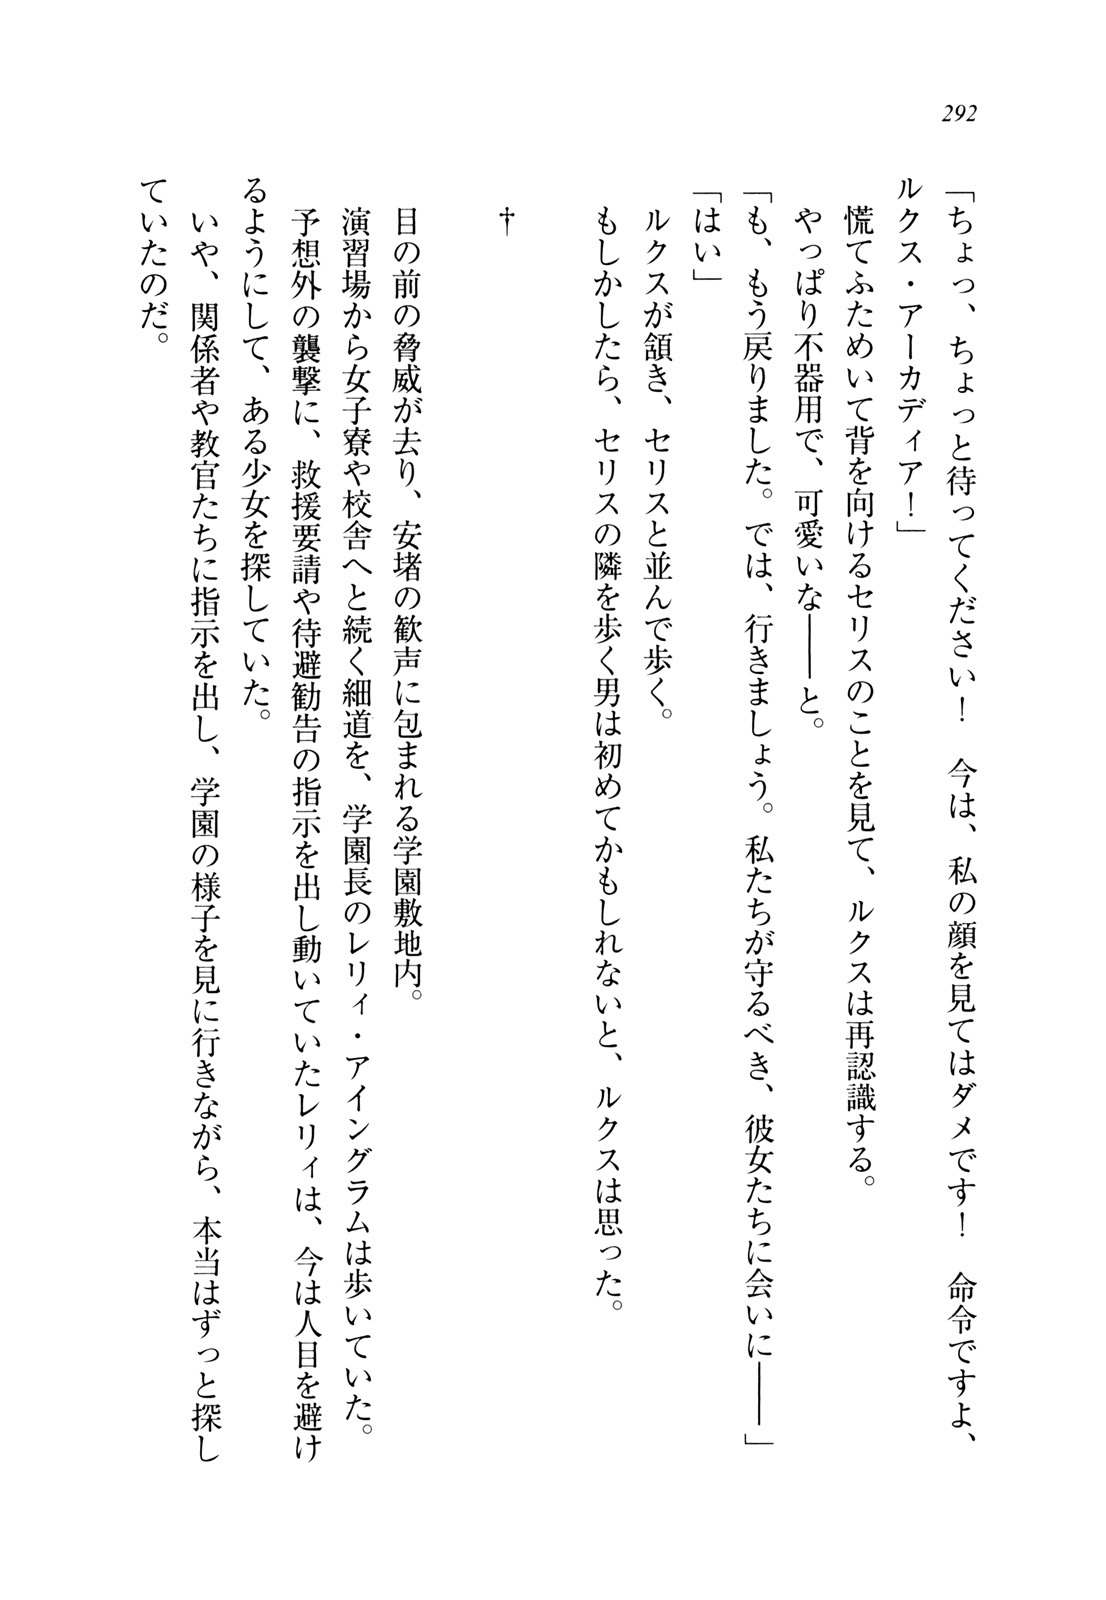 292
「ちょっ、ちょっと待ってください！　今は、私の顔を見てはダメです！　命令ですよ、
ルクス・アーカディア！」
　慌てふためいて背を向けるセリスのことを見て、ルクスは再認識する。
　やっぱり不器用で、可愛いな――と。
「も、もう戻りました。では、行きましょう。私たちが守るべき、彼女たちに会いに――」
「はい」
　ルクスが頷き、セリスと並んで歩く。
　もしかしたら、セリスの隣を歩く男は初めてかもしれないと、ルクスは思った。
†
　目の前の脅威が去り、安堵の歓声に包まれる学園敷地内。
　演習場から女子寮や校舎へと続く細道を、学園長のレリィ・アイングラムは歩いていた。
　予想外の襲撃に、救援要請や待避勧告の指示を出し動いていたレリィは、今は人目を避け
るようにして、ある少女を探していた。
　いや、関係者や教官たちに指示を出し、学園の様子を見に行きながら、本当はずっと探し
ていたのだ。